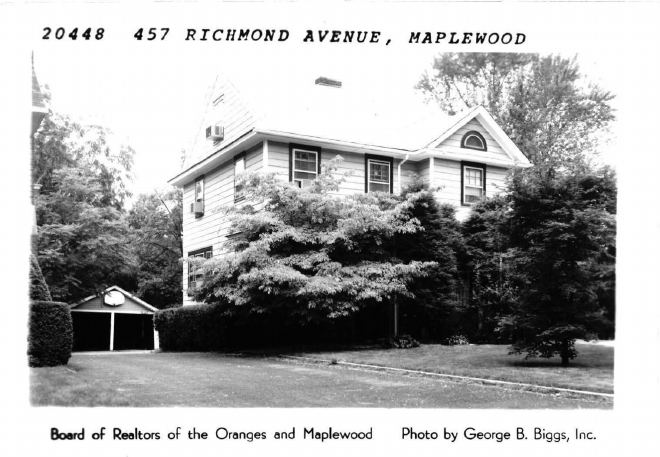 20448 457 RICHMOND AVENUE, MAPLEWOOD
Board of Realtors of the Oranges and Maplewood Photo by George B. Biggs, Inc.